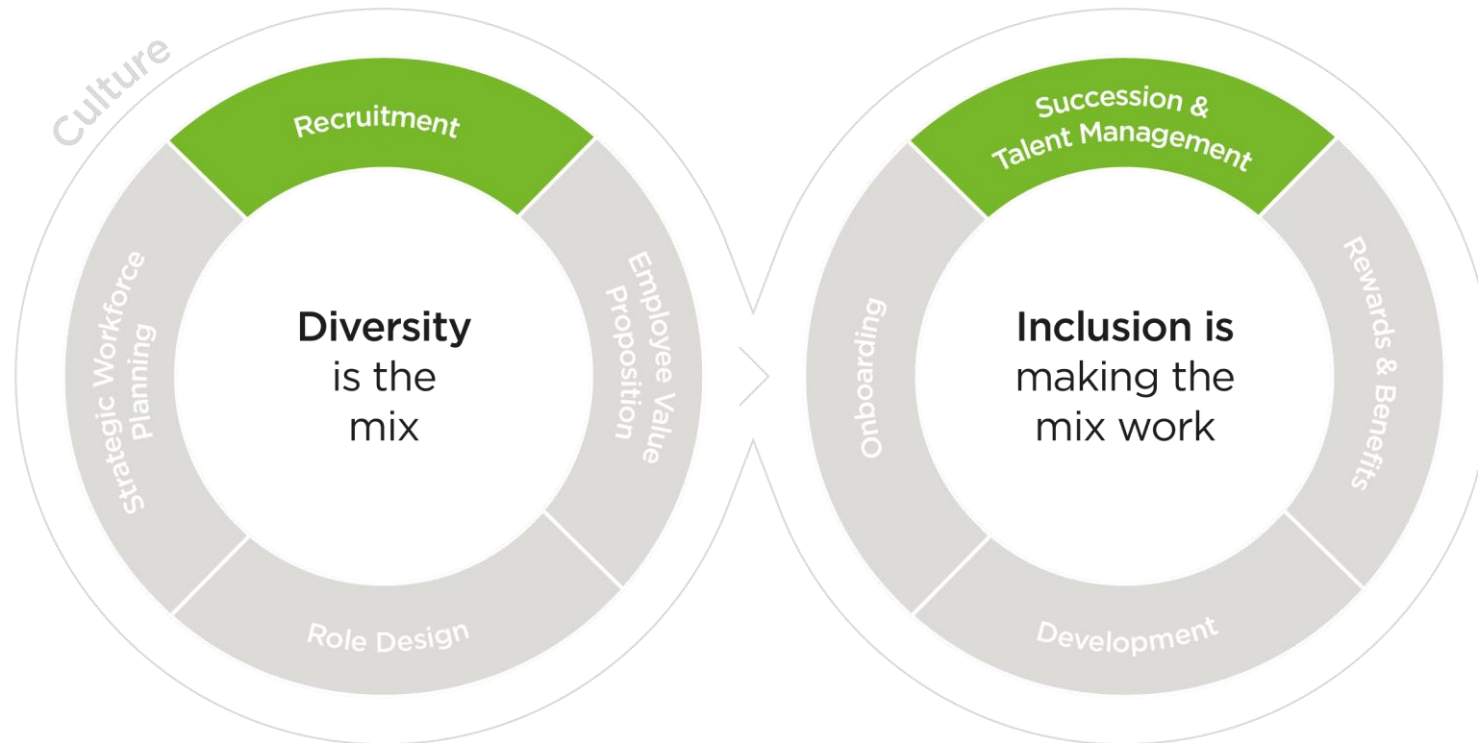 Culture
Recruitment
Strategic Workforce
Planning
Employee Value
Proposition
Role Design
Diversity
is the
mix
Succession &
Talent Management
Onboarding
Rewards & Benefits
Development
Inclusion is
making the
mix work